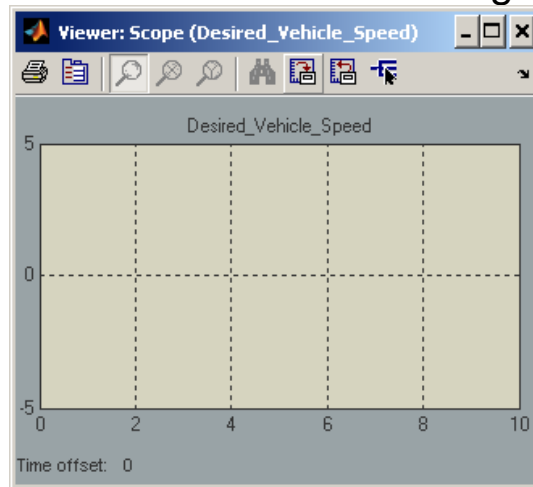 Viewer: Scope (Desired_Vehicle_Speed)
Desired_Vehicle_Speed
5
0
-5
0 2 4 6 8 10
Time offset: 0